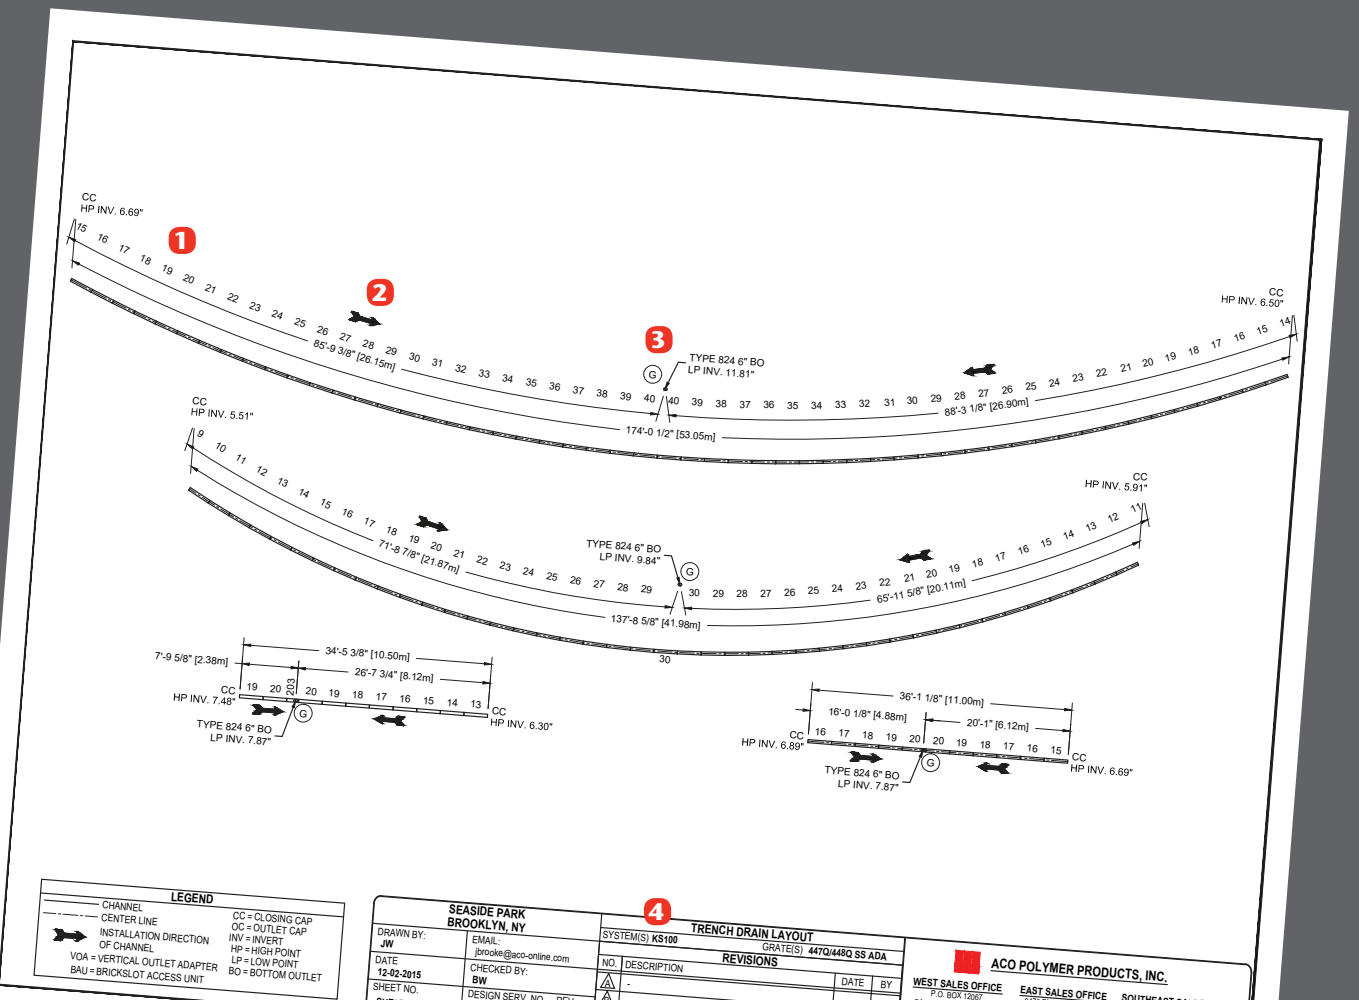 CC
HP INV. 6.69"
15 16 17 18 19 20 21 22 23 24 25 26 27 28 29 30 31 32 33 34 35 36 37 38 39 40
1
2
3
85'-9 3/8" [26.15m]
G
TYPE 824 6" BO
LP INV. 11.81"
CC
HP INV. 6.50"
40 39 38 37 36 35 34 33 32 31 30 29 28 27 26 25 24 23 22 21 20 19 18 17 16 15 14
88'-3 1/8" [26.90m]
174'-0 1/2" [53.05m]
CC
HP INV. 5.51"
9 10 11 12 13 14 15 16 17 18 19 20 21 22 23 24 25 26 27 28 29
71'-8 7/8" [21.87m]
TYPE 824 6" BO
LP INV. 9.84"
G
CC
HP INV. 5.91"
30 29 28 27 26 25 24 23 22 21 20 19 18 17 16 15 14 13 12 11
65'-11 5/8" [20.11m]
137'-8 5/8" [41.98m]
30
34'-5 3/8" [10.50m]
7'-9 5/8" [2.38m]
26'-7 3/4" [8.12m]
CC
HP INV. 7.48"
19 20 203 20 19 18 17 16 15 14 13
CC
HP INV. 6.30"
G
TYPE 824 6" BO
LP INV. 7.87"
36'-1 1/8" [11.00m]
16'-0 1/8" [4.88m]
20'-1" [6.12m]
CC
HP INV. 6.89"
16 17 18 19 20 20 19 18 17 16 15
CC
HP INV. 6.69"
G
TYPE 824 6" BO
LP INV. 7.87"
LEGEND
CHANNEL
CENTER LINE
INSTALLATION DIRECTION
OF CHANNEL
VOA = VERTICAL OUTLET ADAPTER
BAU = BRICKSLOT ACCESS UNIT
CC = CLOSING CAP
OC = OUTLET CAP
INV = INVERT
HP = HIGH POINT
LP = LOW POINT
BO = BOTTOM OUTLET
4
SEASIDE PARK
BROOKLYN, NY
DRAWN BY:
JW
EMAIL:
jbrooke@aco-online.com
DATE
12-02-2015
CHECKED BY:
BW
SHEET NO.
DESIGN SERV. NO.
TRENCH DRAIN LAYOUT
SYSTEM(S) KS100
GRATE(S) 447Q/448Q SS ADA
REVISIONS
NO. DESCRIPTION DATE BY
A -
ACO POLYMER PRODUCTS, INC.
WEST SALES OFFICE
P.O. BOX 12067
EAST SALES OFFICE